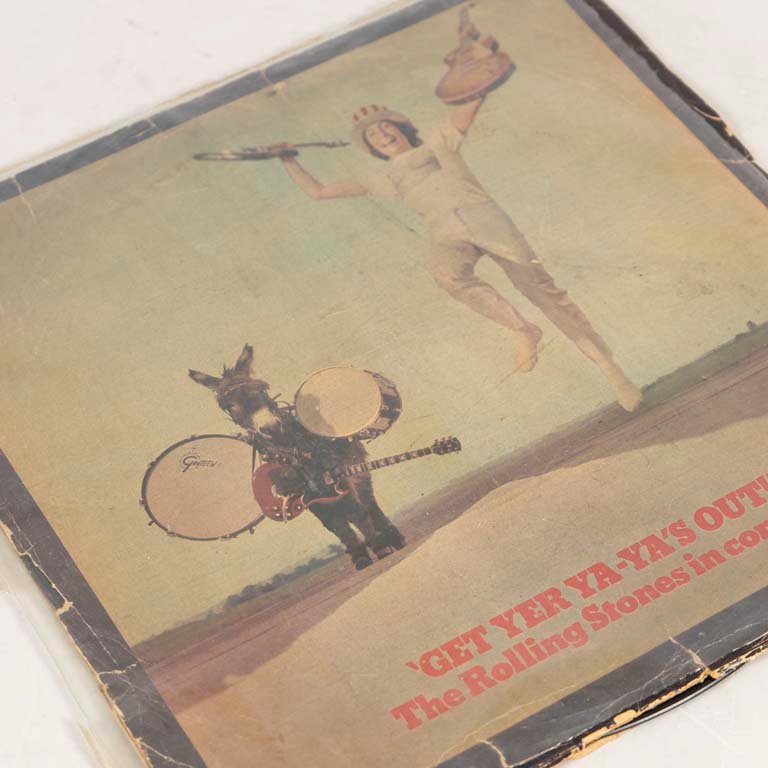 Gretsch
'GET YER YA-YA'S OUT!
The Rolling Stones in con